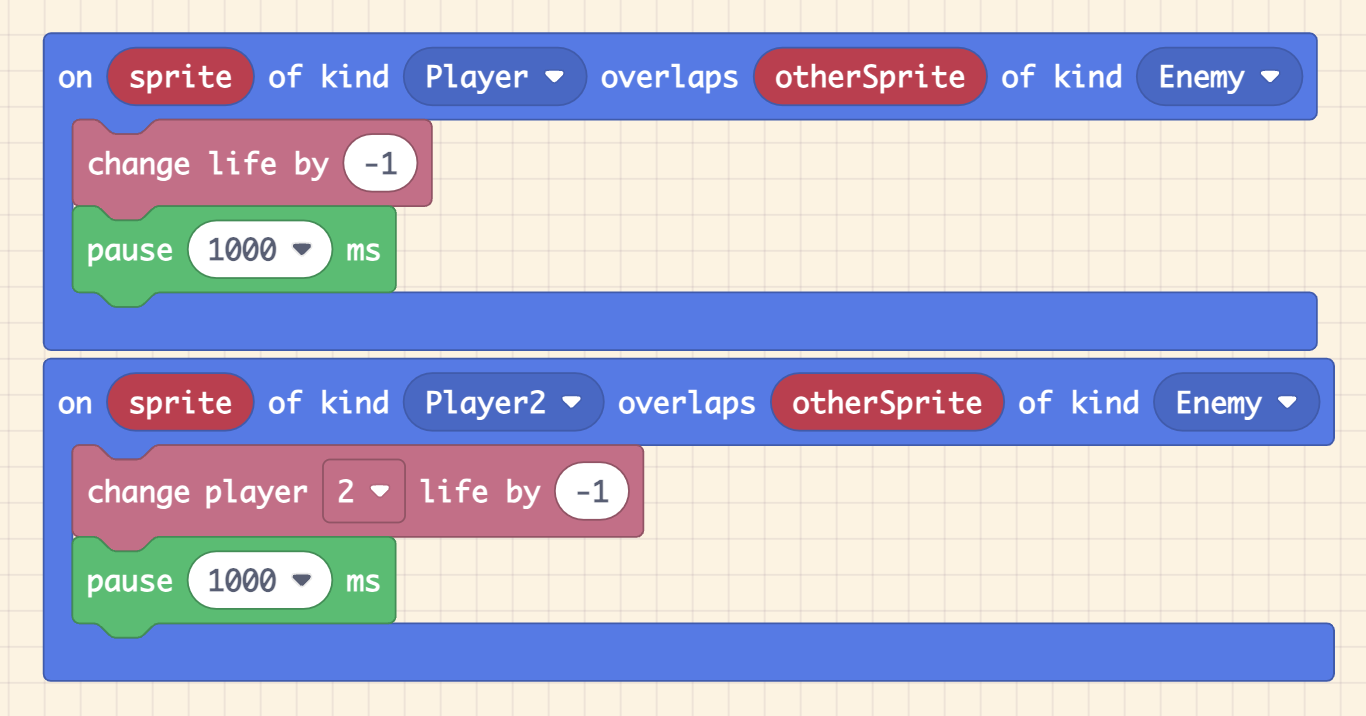 on sprite of kind Player overlaps otherSprite of kind Enemy
change life by -1
pause 1000 ms
on sprite of kind Player2 overlaps otherSprite of kind Enemy
change player 2 life by -1
pause 1000 ms